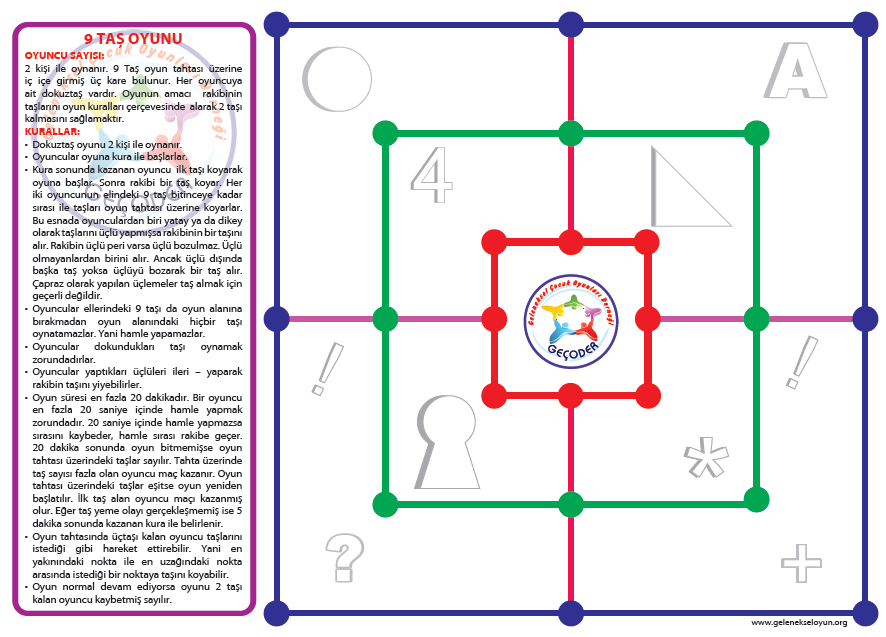 9 TAŞ OYUNU
OYUNCU SAYISI:
2 kişi ile oynanır. 9 Taş oyun tahtası üzerine
iç içe girmiş üç kare bulunur. Her oyuncuya
ait dokuztaş vardır. Oyunun amacı rakibinin
taşlarını oyun kuralları çerçevesinde alarak 2 taşı
kalmasını sağlamaktır.
KURALLAR:
• Dokuztaş oyunu 2 kişi ile oynanır.
• Oyuncular oyuna kura ile başlarlar.
• Kura sonunda kazanan oyuncu ilk taşı koyarak
oyuna başlar. Sonra rakibi bir taş koyar. Her
iki oyuncunun elindeki 9 taş bitinceye kadar
sırası ile taşları oyun tahtası üzerine koyarlar.
Bu esnada oyunculardan biri yatay ya da dikey
olarak taşlarını üçlü yapmışsa rakibinin bir taşını
alır. Rakibin üçlü peri varsa üçlü bozulmaz. Üçlü
olmayanlardan birini alır. Ancak üçlü dışında
başka taş yoksa üçlüyü bozarak bir taş alır.
Çapraz olarak yapılan üçlemeler taş almak için
geçerli değildir.
• Oyuncular ellerindeki 9 taşı da oyun alanına
bırakmadan oyun alanındaki hiçbir taşı
oynatamazlar. Yani hamle yapamazlar.
• Oyuncular dokundukları taşı oynamak
zorundadırlar.
• Oyuncular yaptıkları üçlüleri ileri – yaparak
rakibin taşını yiyebilirler.
• Oyun süresi en fazla 20 dakikadır. Bir oyuncu
en fazla 20 saniye içinde hamle yapmak
zorundadır. 20 saniye içinde hamle yapmazsa
sırasını kaybeder, hamle sırası rakibe geçer.
20 dakika sonunda oyun bitmemişse oyun
tahtası üzerindeki taşlar sayılır. Tahta üzerinde
taş sayısı fazla olan oyuncu maç kazanır. Oyun
tahtası üzerindeki taşlar eşitse oyun yeniden
başlatılır. İlk taş alan oyuncu maçı kazanmış
olur. Eğer taş yeme olayı gerçekleşmemiş ise 5
dakika sonunda kazanan kura ile belirlenir.
• Oyun tahtasında üçtaşı kalan oyuncu taşlarını
istediği gibi hareket ettirebilir. Yani en
yakınındaki nokta ile en uzağındaki nokta
arasında istediği bir noktaya taşını koyabilir.
• Oyun normal devam ediyorsa oyunu 2 taşı
kalan oyuncu kaybetmiş sayılır.
A
4
Geleneksel Çocuk Oyunları Derneği
GEÇODER
!
!
*
?
+
www.gelenekseloyun.org